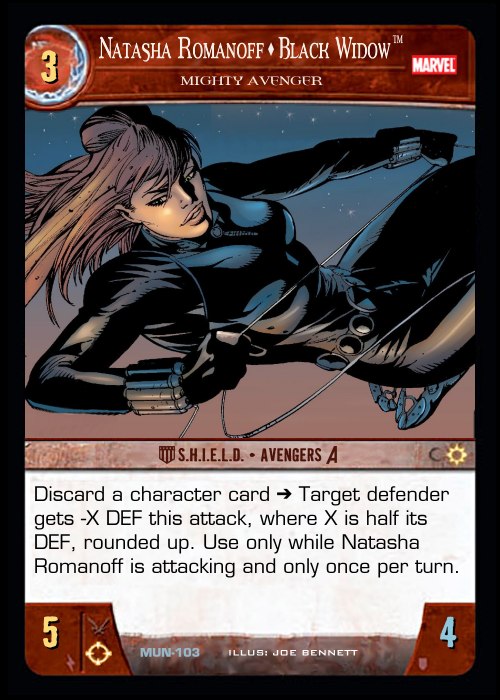 3
NATASHA ROMANOFF♦BLACK WIDOW™
MARVEL
MIGHTY AVENGER
S.H.I.E.L.D. • AVENGERS A
C
Discard a character card ➔ Target defender
gets -X DEF this attack, where X is half its
DEF, rounded up. Use only while Natasha
Romanoff is attacking and only once per turn.
5
MUN-103 ILLUS: JOE BENNETT
4